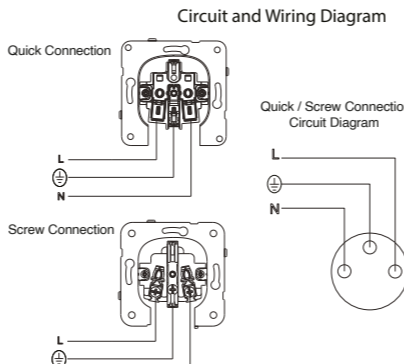 Circuit and Wiring Diagram
Quick Connection
L
N
Quick / Screw Connectio
Circuit Diagram
L
N
Screw Connection
L